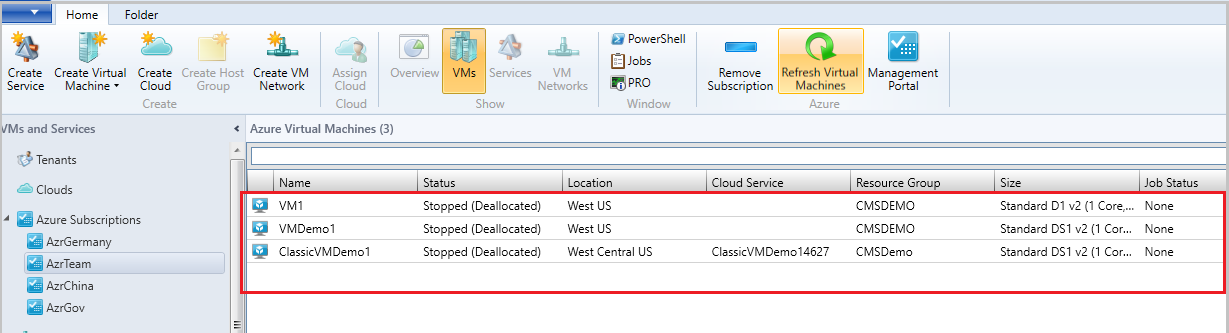 Home Folder
Create Service
Create Virtual Machine
Create Cloud
Create Host Group
Create VM Network
Create
Assign Cloud
Cloud
Overview
VMs
Services
VM Networks
Show
PowerShell
Jobs
PRO
Window
Remove Subscription
Refresh Virtual Machines
Management Portal
Azure
VMs and Services
Tenants
Clouds
Azure Subscriptions
AzrGermany
AzrTeam
AzrChina
AzrGov
Azure Virtual Machines (3)
Name Status Location Cloud Service Resource Group Size Job Status
VM1 Stopped (Deallocated) West US CMSDEMO Standard D1 v2 (1 Core,... None
VMDemo1 Stopped (Deallocated) West US CMSDEMO Standard DS1 v2 (1 Cor... None
ClassicVMDemo1 Stopped (Deallocated) West Central US ClassicVMDemo14627 CMSDemo Standard DS1 v2 (1 Cor... None